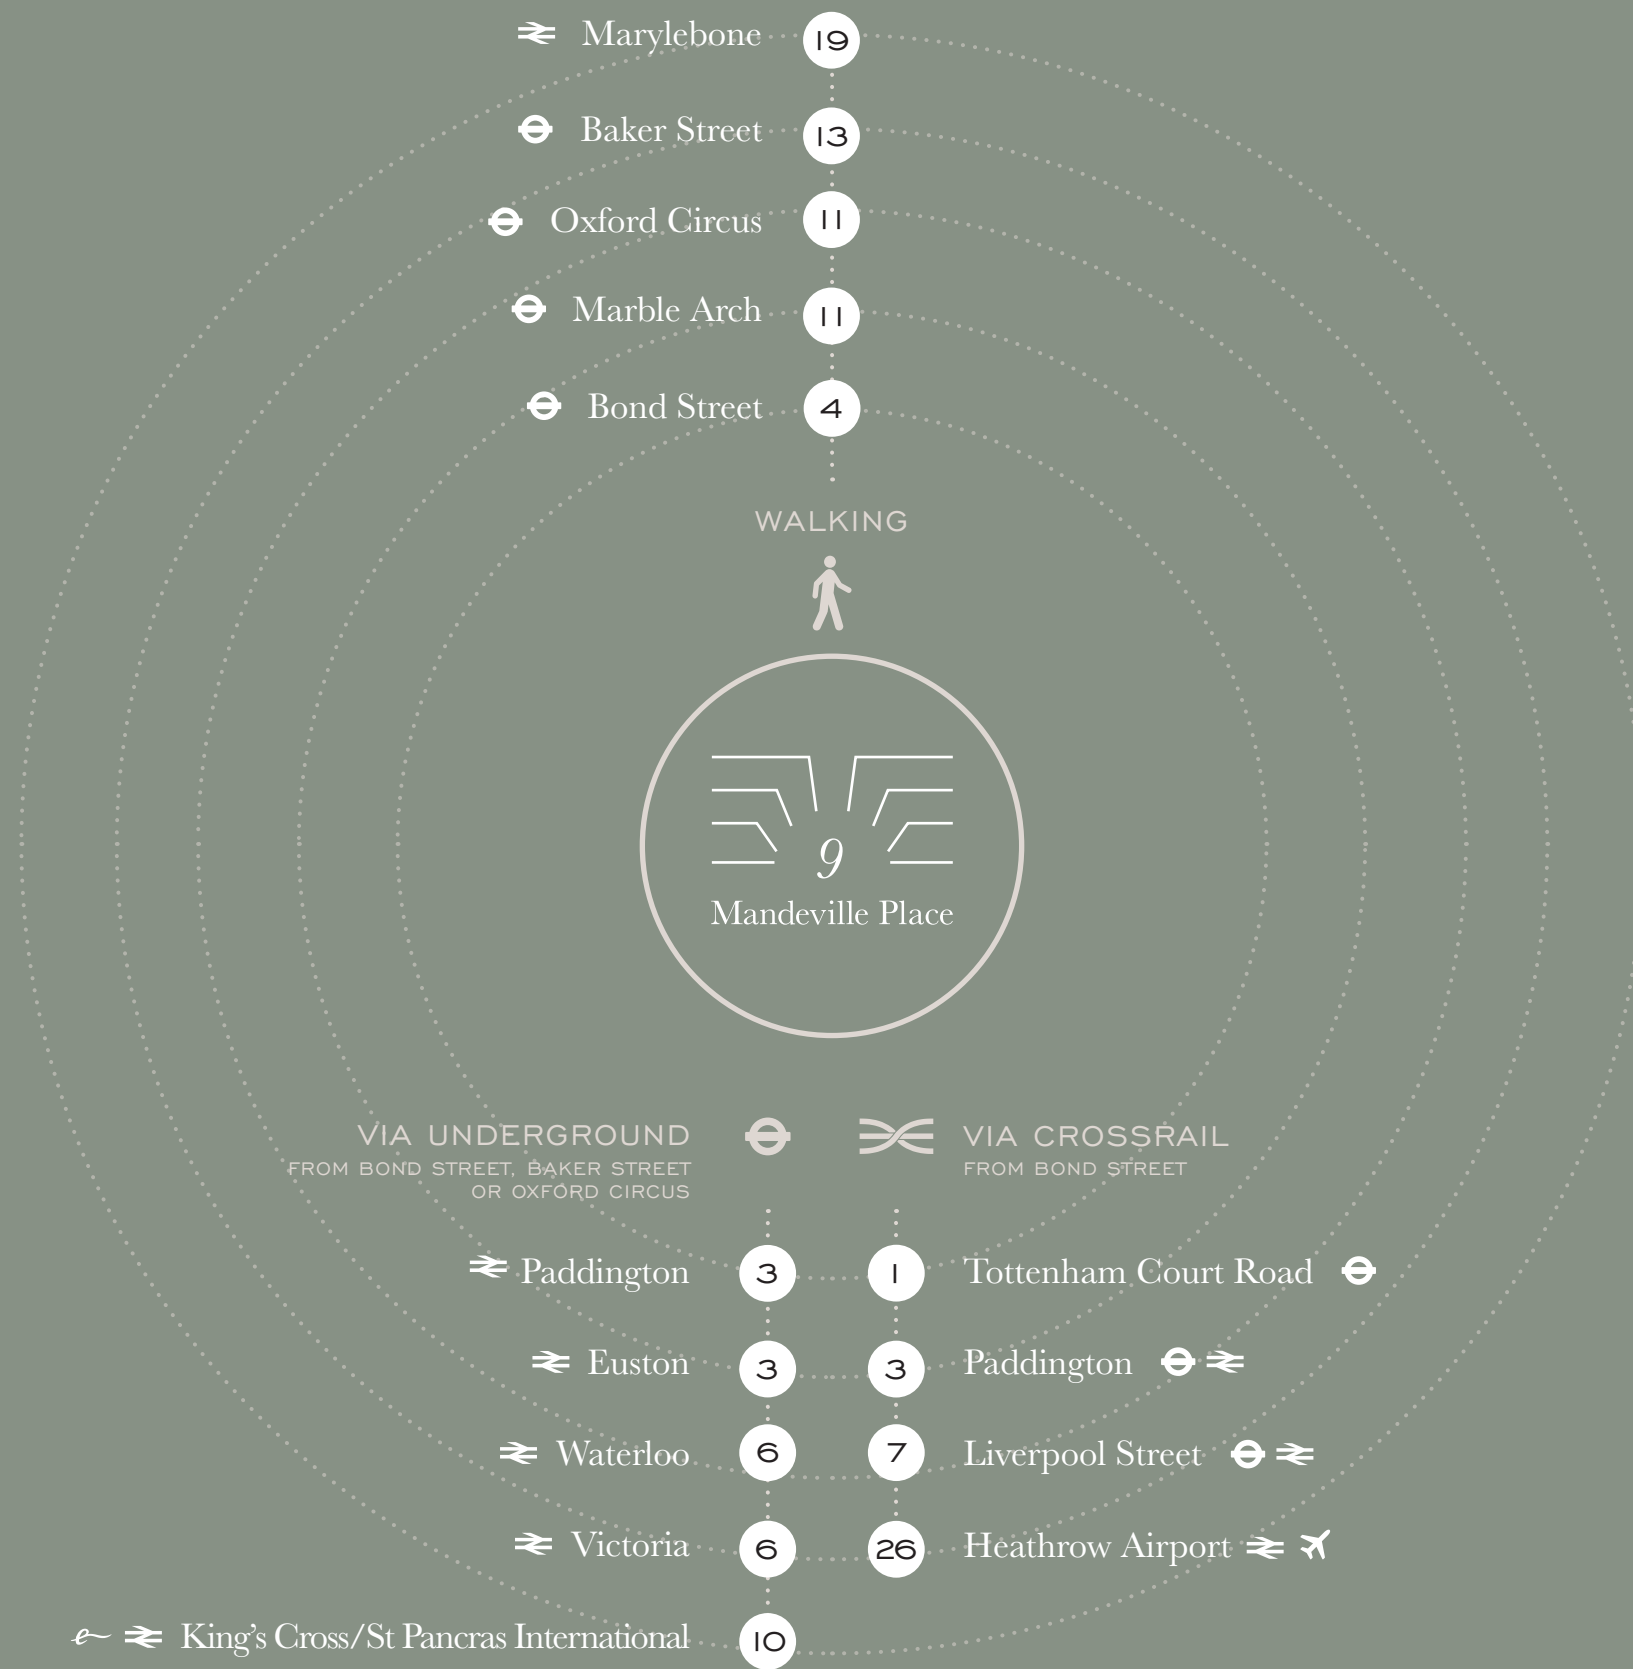 Marylebone 19
Baker Street 13
Oxford Circus 11
Marble Arch 11
Bond Street 4
WALKING
9
Mandeville Place
VIA UNDERGROUND
FROM BOND STREET, BAKER STREET
OR OXFORD CIRCUS
VIA CROSSRAIL
FROM BOND STREET
Paddington 3
1 Tottenham Court Road
Euston 3
3 Paddington
Waterloo 6
7 Liverpool Street
Victoria 6
26 Heathrow Airport
e King's Cross/St Pancras International 10